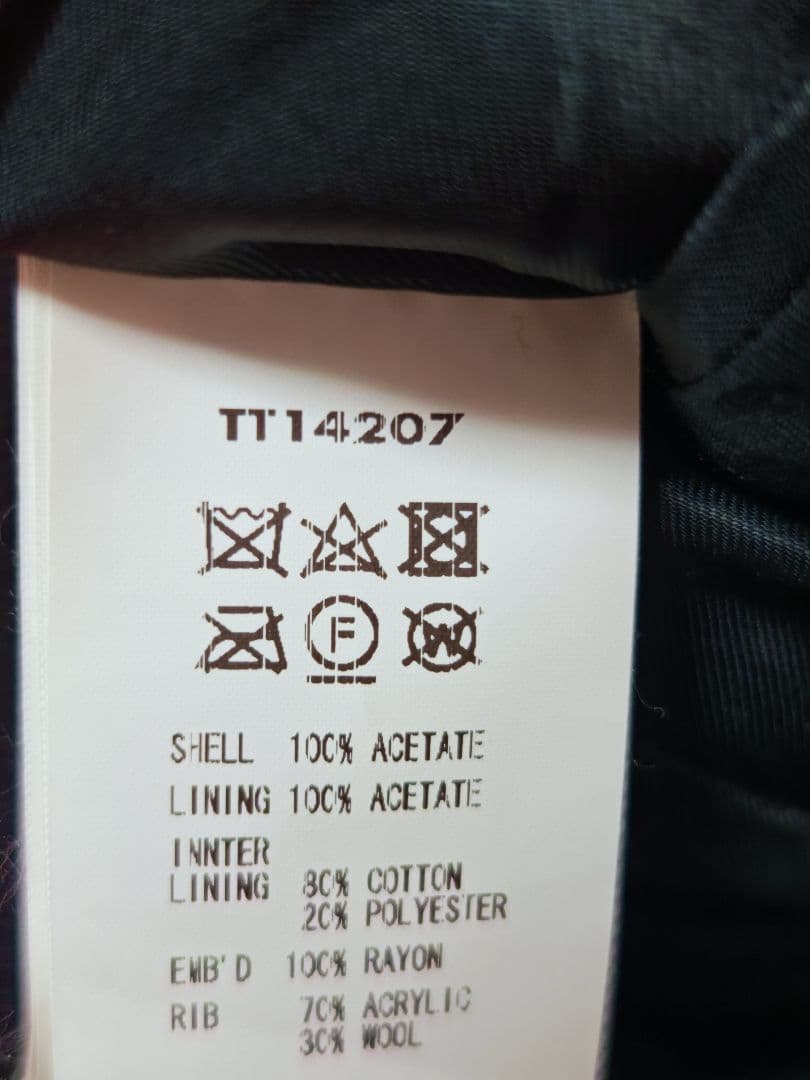 TT14207
F
W
SHELL 100% ACETATE
LINING 100% ACETATE
INNTER
LINING 80% COTTON
20% POLYESTER
EMB'D 100% RAYON
RIB 70% ACRYLIC
30% WOOL